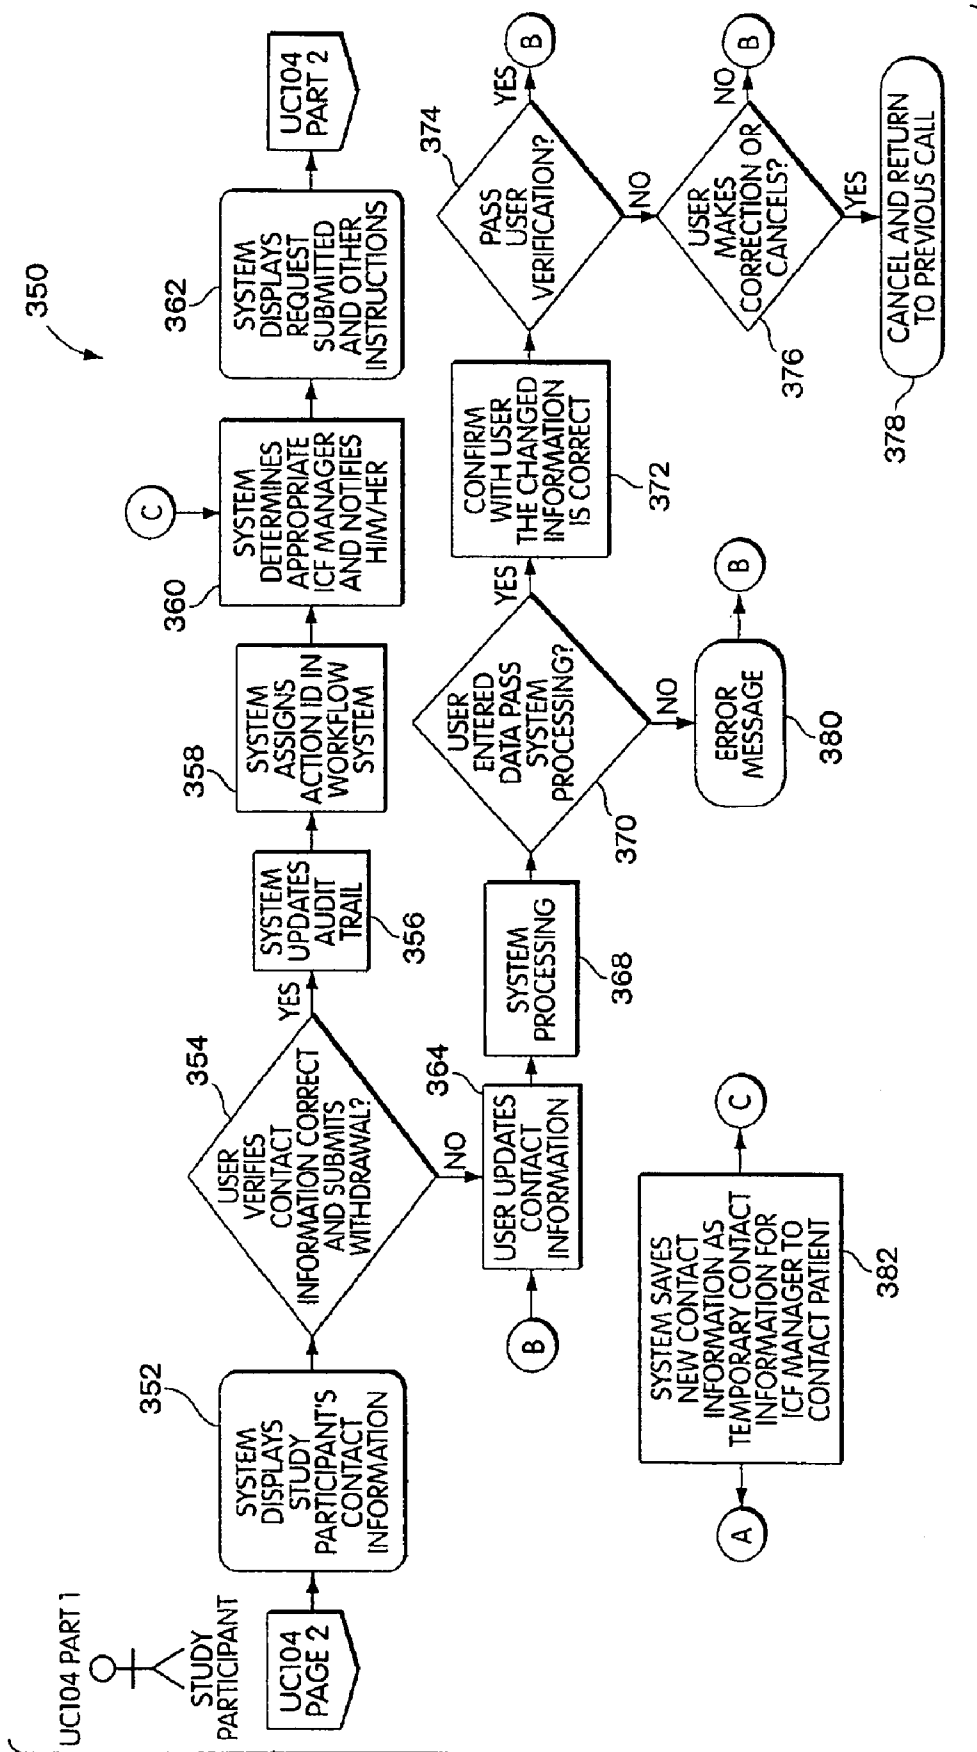 350
UC104 PART 1
STUDY
PARTICIPANT
UC104
PAGE 2
352
SYSTEM
DISPLAYS
STUDY
PARTICIPANT'S
CONTACT
INFORMATION
354
USER
VERIFIES
CONTACT
INFORMATION CORRECT
AND SUBMITS
WITHDRAWAL?
YES
NO
SYSTEM
UPDATES
AUDIT
TRAIL
356
358
SYSTEM
ASSIGNS
ACTION ID IN
WORKFLOW
SYSTEM
C
360
SYSTEM
DETERMINES
APPROPRIATE
ICF MANAGER
AND NOTIFIES
HIM/HER
362
SYSTEM
DISPLAYS
REQUEST
SUBMITTED
AND OTHER
INSTRUCTIONS
UC104
PART 2
B
364
USER UPDATES
CONTACT
INFORMATION
SYSTEM
PROCESSING
368
USER
ENTERED
DATA PASS
SYSTEM
PROCESSING?
370
YES
NO
CONFIRM
WITH USER
THE CHANGED
INFORMATION
IS CORRECT
372
374
PASS
USER
VERIFICATION?
YES
B
NO
ERROR
MESSAGE
380
B
USER
MAKES
CORRECTION OR
CANCELS?
376
NO
B
YES
CANCEL AND RETURN
TO PREVIOUS CALL
378
A
SYSTEM SAVES
NEW CONTACT
INFORMATION AS
TEMPORARY CONTACT
INFORMATION FOR
ICF MANAGER TO
CONTACT PATIENT
382
C